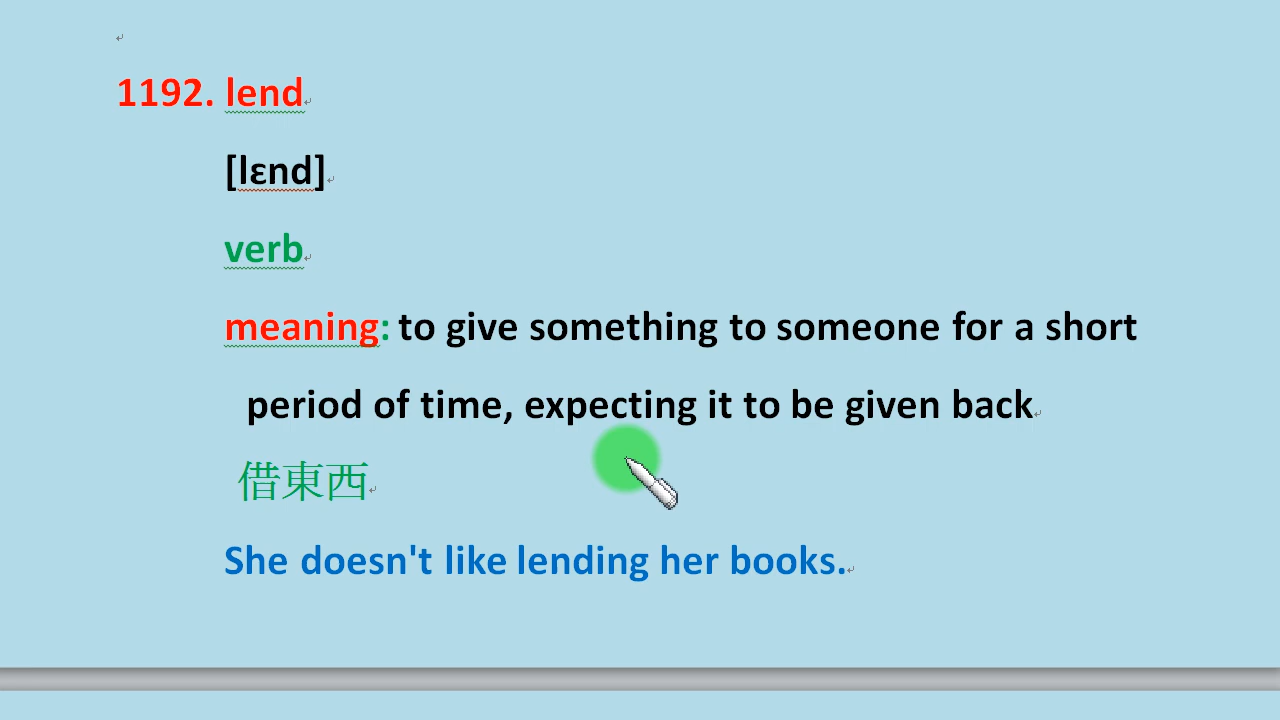 1192. lend
[lɛnd]
verb
meaning: to give something to someone for a short
period of time, expecting it to be given back
借東西
She doesn't like lending her books.